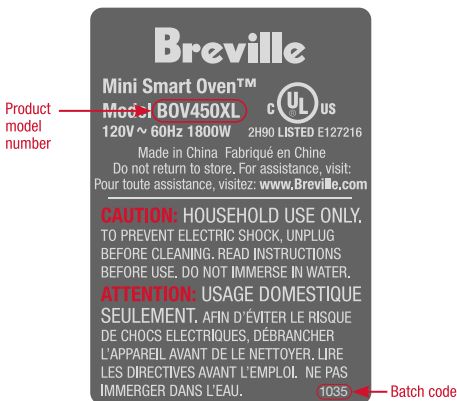 Breville
Mini Smart Oven™
Model BOV450XL
120V ~ 60Hz 1800W
C UL US
2H90 LISTED E127216
Product
model
number
Made in China Fabriqué en Chine
Do not return to store. For assistance, visit:
Pour toute assistance, visitez: www.Breville.com
CAUTION: HOUSEHOLD USE ONLY.
TO PREVENT ELECTRIC SHOCK, UNPLUG
BEFORE CLEANING. READ INSTRUCTIONS
BEFORE USE. DO NOT IMMERSE IN WATER.
ATTENTION: USAGE DOMESTIQUE
SEULEMENT. AFIN D'ÉVITER LE RISQUE
DE CHOCS ELECTRIQUES, DÉBRANCHER
L'APPAREIL AVANT DE LE NETTOYER. LIRE
LES DIRECTIVES AVANT L'EMPLOI. NE PAS
IMMERGER DANS L'EAU.
1035
Batch code